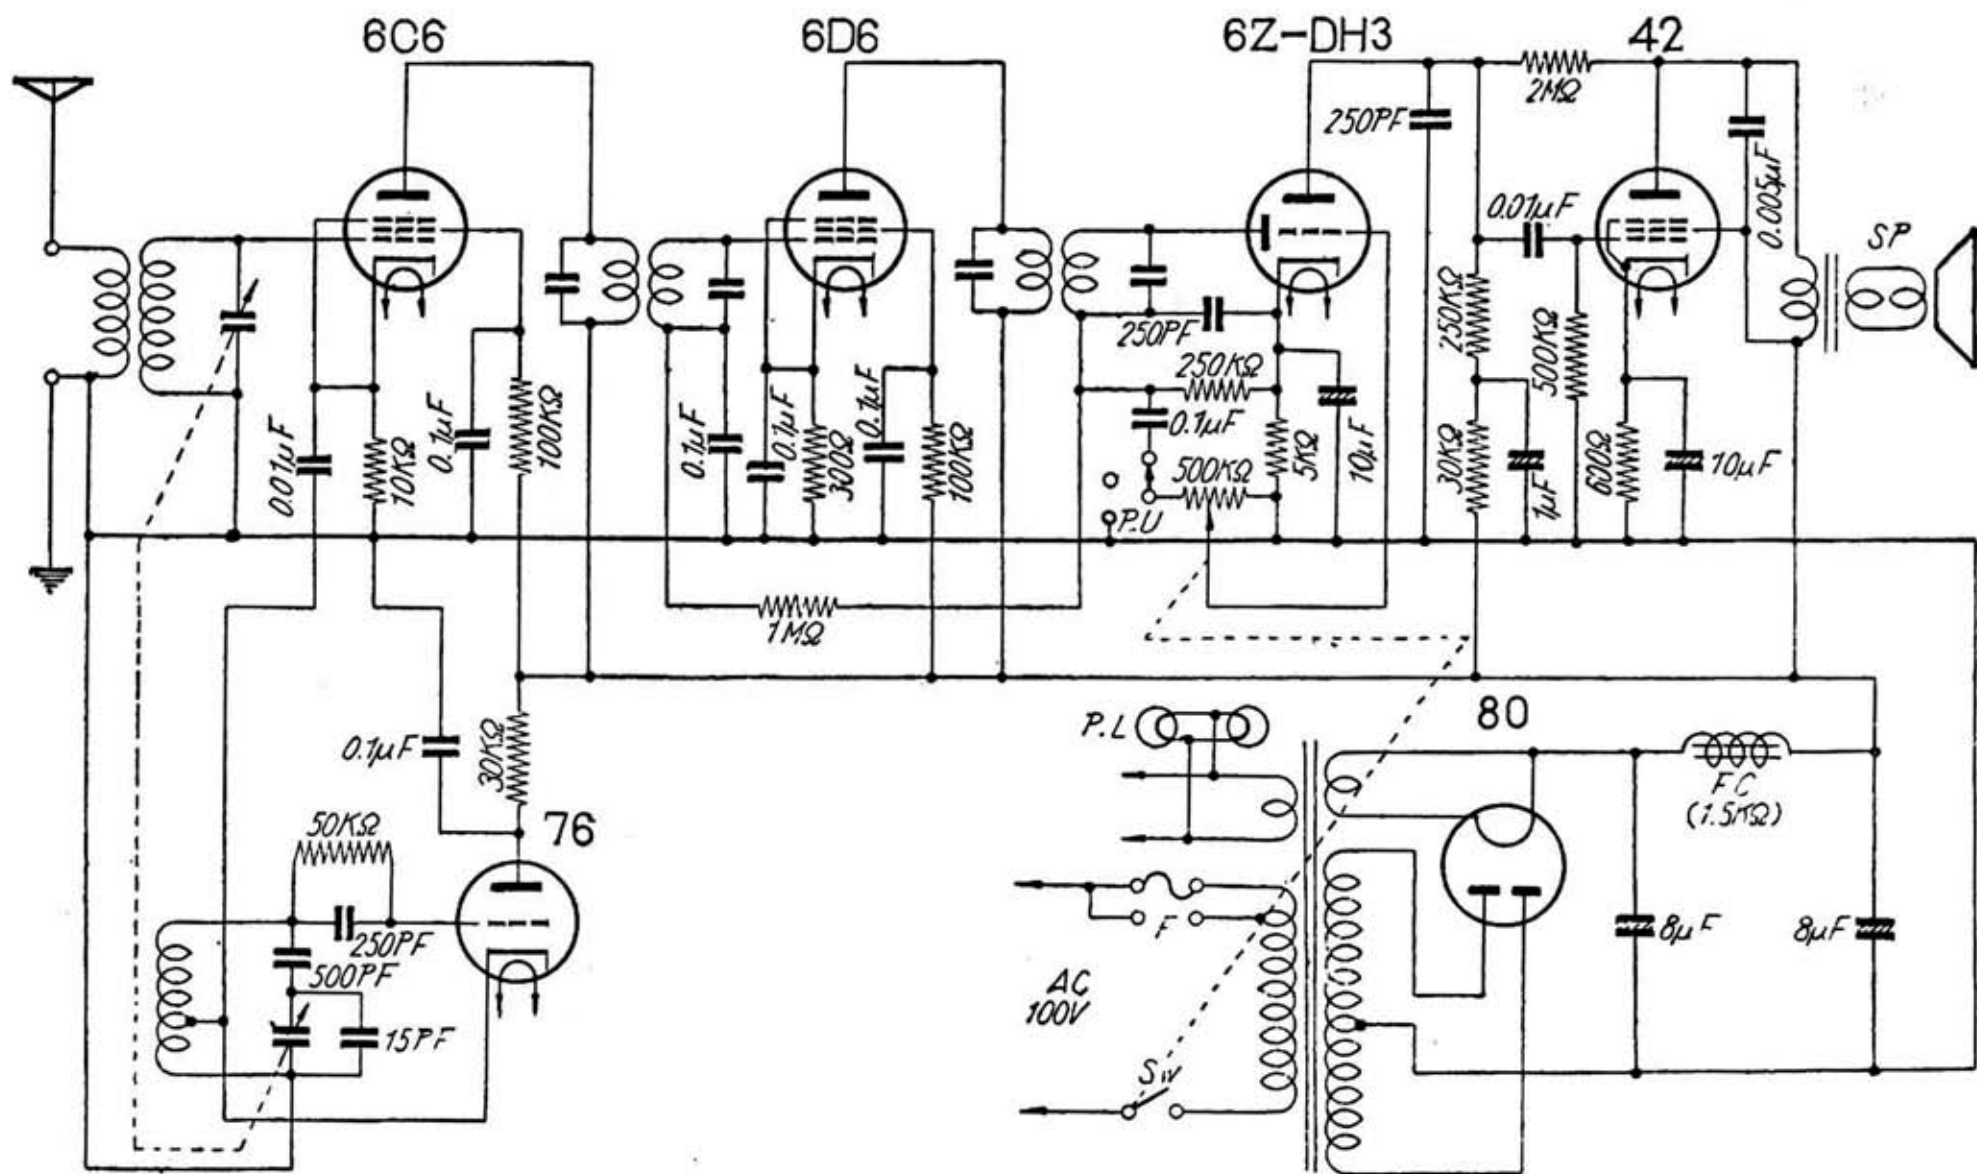 6C6
6D6
6Z-DH3
42
2MΩ
250PF
0.005μF
0.01μF
SP
250PF
250KΩ
250KΩ
500KΩ
0.01μF
10KΩ
0.1μF
100KΩ
0.1μF
0.1μF
300Ω
0.1μF
100KΩ
0.1μF
500KΩ
5KΩ
10μF
30KΩ
1μF
600Ω
10μF
P.U
1MΩ
80
P.L
0.1μF
30KΩ
FC
(1.5KΩ)
76
50KΩ
250PF
500PF
15PF
F
8μF
8μF
AC
100V
SW